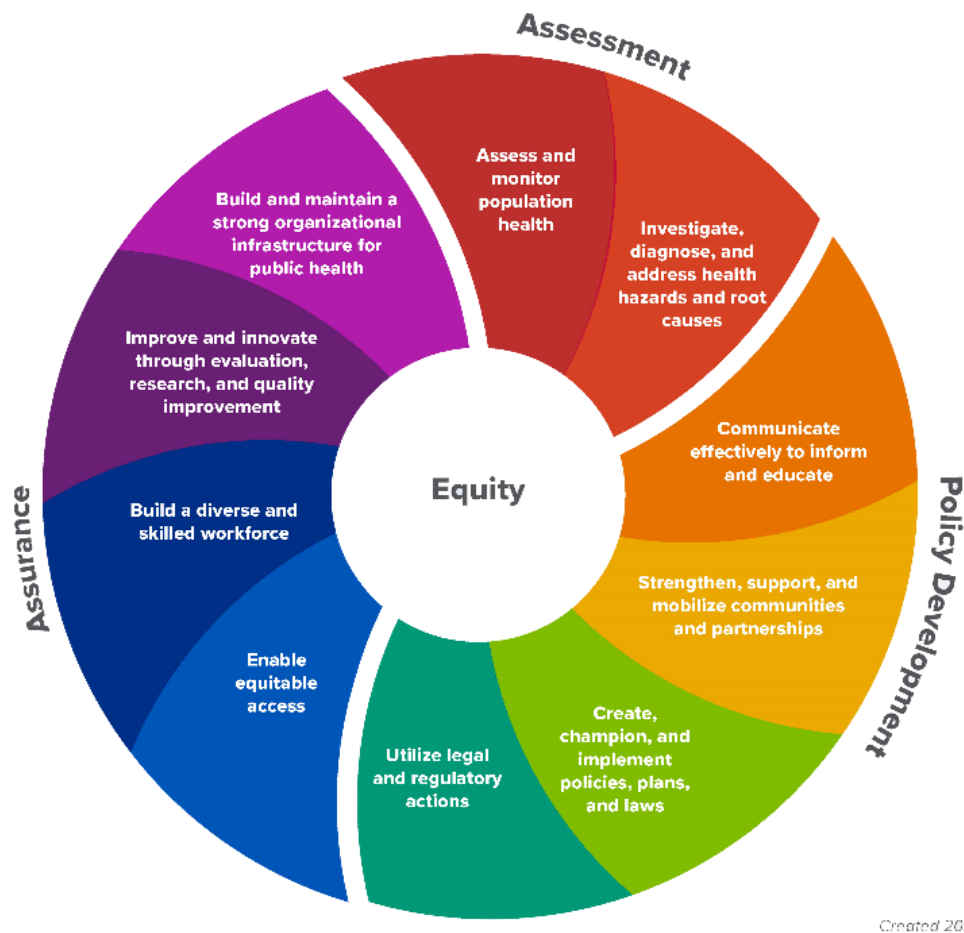 Assessment
Assess and
monitor
population
health
Investigate,
diagnose, and
address health
hazards and root
causes
Communicate
effectively to inform
and educate
Policy Development
Strengthen, support, and
mobilize communities
and partnerships
Create,
champion, and
implement
policies, plans,
and laws
Utilize legal
and regulatory
actions
Enable
equitable
access
Assurance
Build a diverse and
skilled workforce
Improve and innovate
through evaluation,
research, and quality
improvement
Build and maintain a
strong organizational
infrastructure for
public health
Equity
Created 20